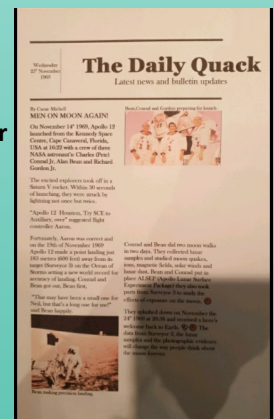 r
Wednesday
21st November
1969
The Daily Quack
Latest news and bulletin updates
By Conar Michell
MEN ON MOON AGAIN!
On November 14th 1969, Apollo 12
launched from the Kennedy Space
Centre, Cape Canaveral, Florida,
USA at 16:22 with a crew of three
NASA astronaut's Charles (Pete)
Conrad Jr, Alan Bean and Richard
Gordon Jr.
The excited explorers took off in a
Saturn V rocket. Within 30 seconds
of launching, they were struck by
lightning not once but twice.
"Apollo 12 Houston, Try SCE to
Auxiliary, over" suggested flight
controller Aaron.
Fortunately, Aaron was correct and
on the 19th of November 1969
Apollo 12 made a point landing just
183 metres (600 feet) away from its
target (Surveyor 3) on the Ocean of
Storms setting a new world record for
accuracy of landing. Conrad and
Bean got out, Bean first,
"That may have been a small one for
Neil, but that's a long one for me!"
said Bean happily.
Bean making precision landing
Bean, Conrad and Gordon preparing for launch
Conrad and Bean did two moon walks
in two days. They collected lunar
samples and studied moon quakes,
ions, magnetic fields, solar winds and
lunar dust. Bean and Conrad put in
place ALSEP (Apollo Lunar Surface
Experiment Package) they also took
parts from Surveyor 3 to study the
effects of exposure on the moon.
They splashed down on November the
24th 1969 at 20:58 and received a hero's
welcome back to Earth. The
data from Surveyor 3, the lunar
samples and the photographic evidence
will change the way people think about
the moon forever.